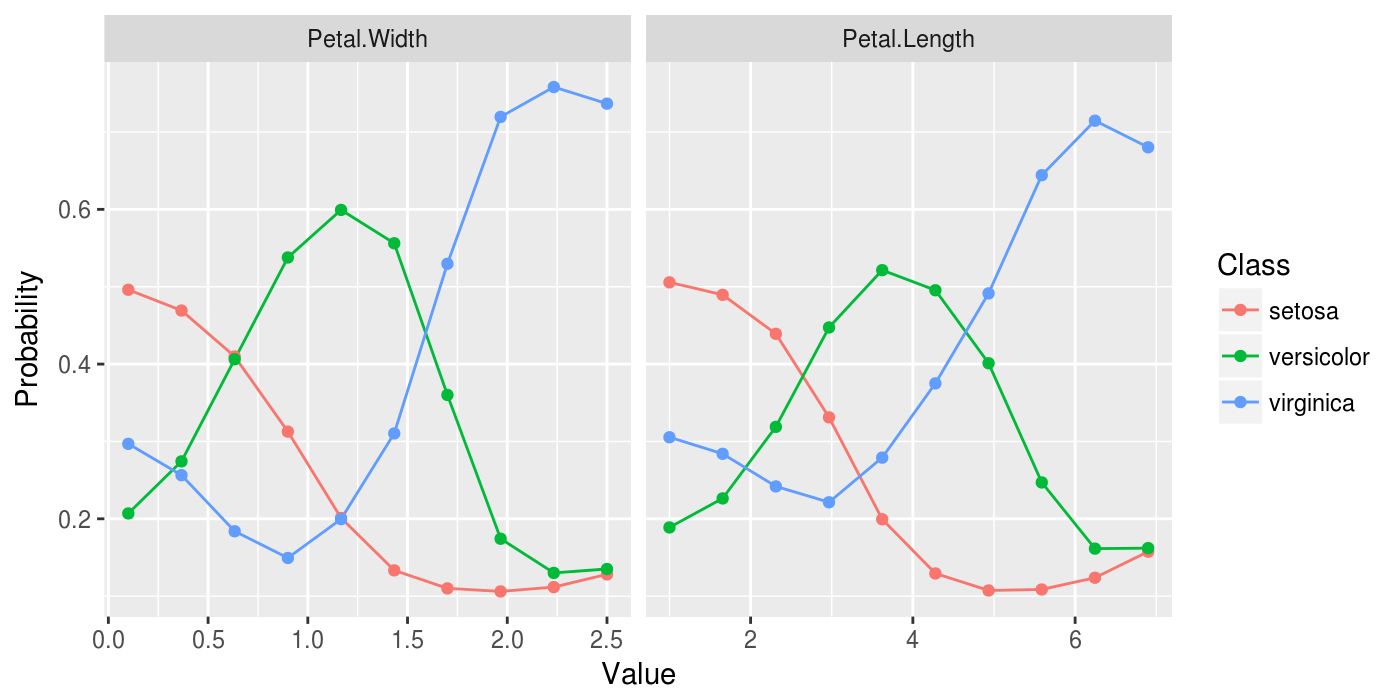 Petal.Width
Petal.Length
Probability
0.6
0.4
0.2
0.0 0.5 1.0 1.5 2.0 2.5
2 4 6
Value
Class
setosa
versicolor
virginica